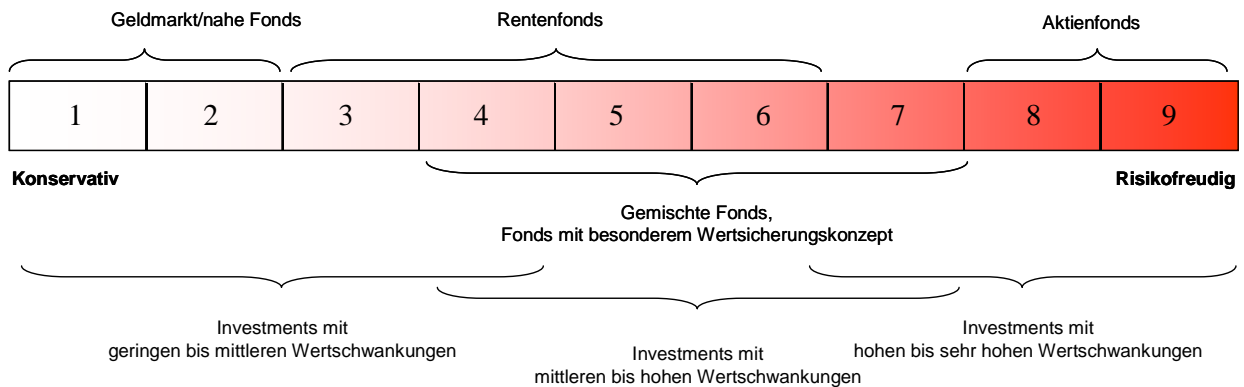 Geldmarkt/nahe Fonds
Rentenfonds
Aktienfonds
1 2 3 4 5 6 7 8 9
Konservativ
Risikofreudig
Gemischte Fonds,
Fonds mit besonderem Wertsicherungskonzept
Investments mit
geringen bis mittleren Wertschwankungen
Investments mit
mittleren bis hohen Wertschwankungen
Investments mit
hohen bis sehr hohen Wertschwankungen